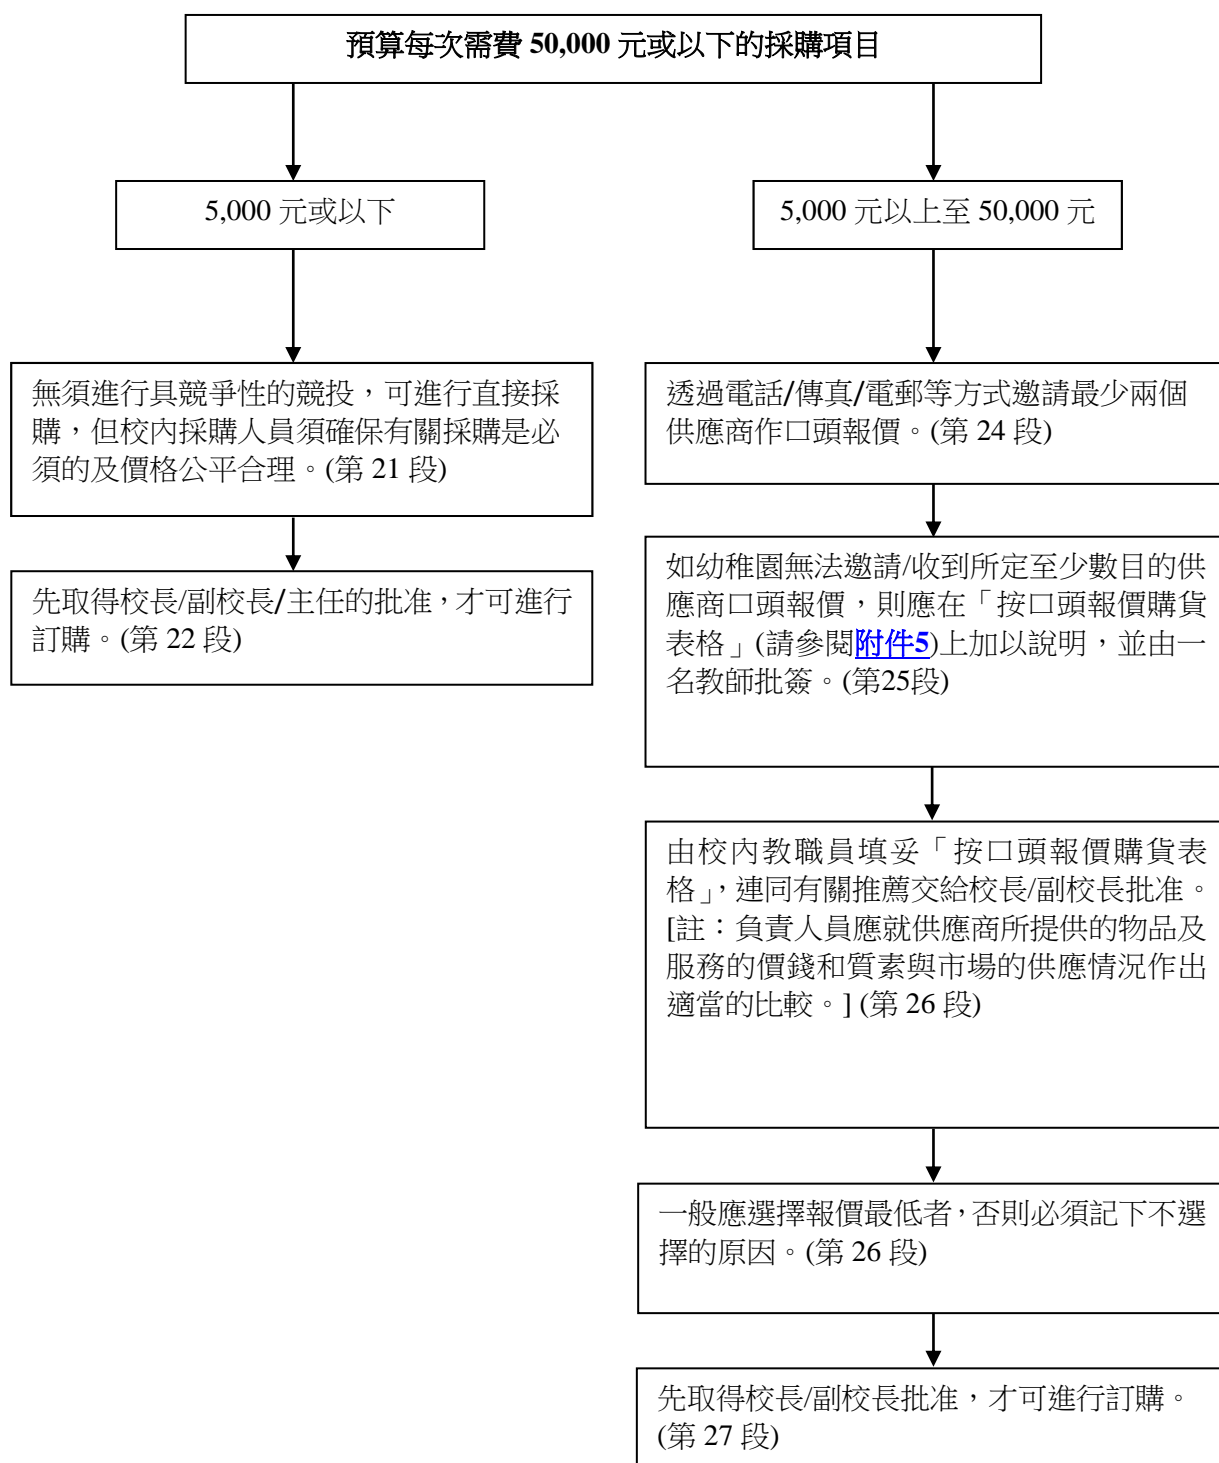 預算每次需費 50,000 元或以下的採購項目
5,000 元或以下
5,000 元以上至 50,000 元
無須進行具競爭性的競投，可進行直接採
購，但校內採購人員須確保有關採購是必
須的及價格公平合理。(第 21 段)
先取得校長/副校長/主任的批准，才可進行
訂購。(第 22 段)
透過電話/傳真/電郵等方式邀請最少兩個
供應商作口頭報價。(第 24 段)
如幼稚園無法邀請/收到所定至少數目的供
應商口頭報價，則應在「按口頭報價購貨
表格」(請參閱附件5)上加以說明，並由一
名教師批簽。(第25段)
由校內教職員填妥「按口頭報價購貨表
格」，連同有關推薦交給校長/副校長批准。
[註：負責人員應就供應商所提供的物品及
服務的價錢和質素與市場的供應情況作出
適當的比較。] (第 26 段)
一般應選擇報價最低者，否則必須記下不選
擇的原因。(第 26 段)
先取得校長/副校長批准，才可進行訂購。
(第 27 段)